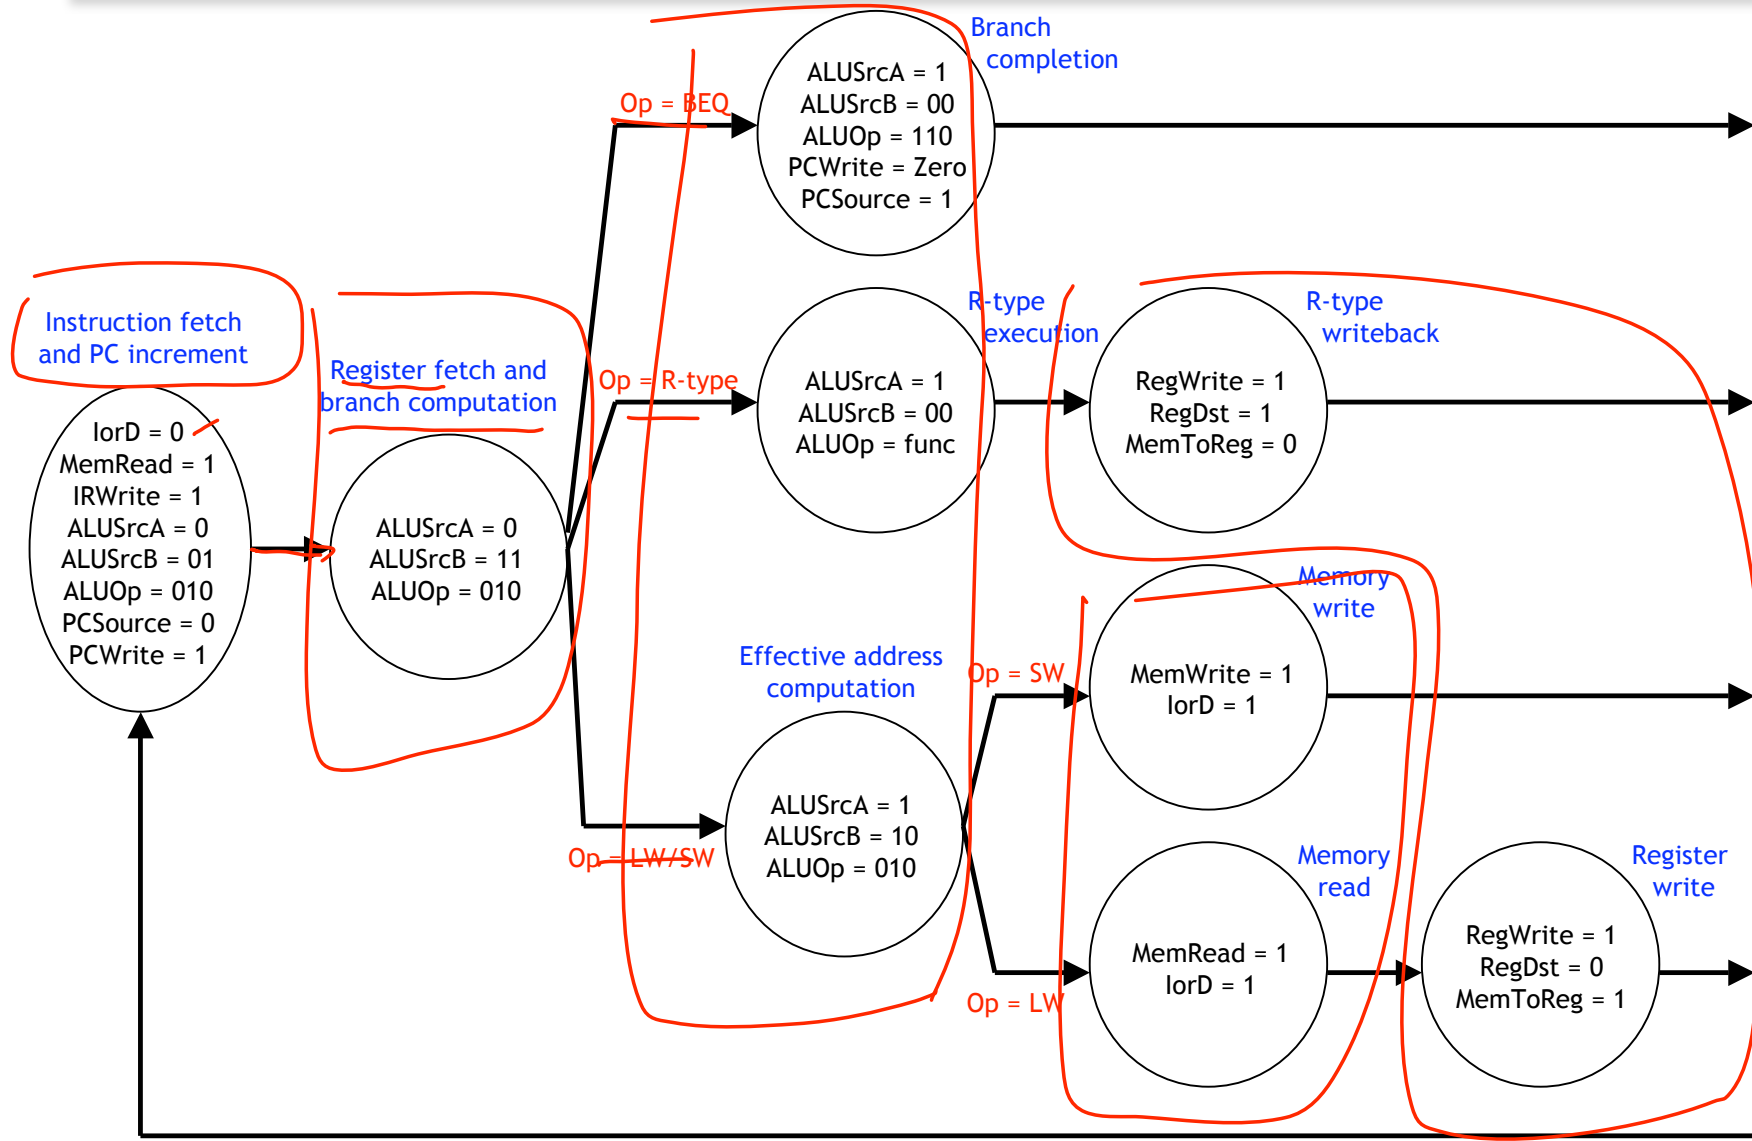 Branch
completion
ALUSrcA = 1
ALUSrcB = 00
ALUOp = 110
PCWrite = Zero
PCSource = 1
Op = BEQ
Instruction fetch
and PC increment
IorD = 0
MemRead = 1
IRWrite = 1
ALUSrcA = 0
ALUSrcB = 01
ALUOp = 010
PCSource = 0
PCWrite = 1
Register fetch and
branch computation
ALUSrcA = 0
ALUSrcB = 11
ALUOp = 010
Op = R-type
R-type
execution
ALUSrcA = 1
ALUSrcB = 00
ALUOp = func
R-type
writeback
RegWrite = 1
RegDst = 1
MemToReg = 0
Effective address
computation
Op = LW/SW
ALUSrcA = 1
ALUSrcB = 10
ALUOp = 010
Op = SW
Memory
write
MemWrite = 1
IorD = 1
Op = LW
Memory
read
MemRead = 1
IorD = 1
Register
write
RegWrite = 1
RegDst = 0
MemToReg = 1